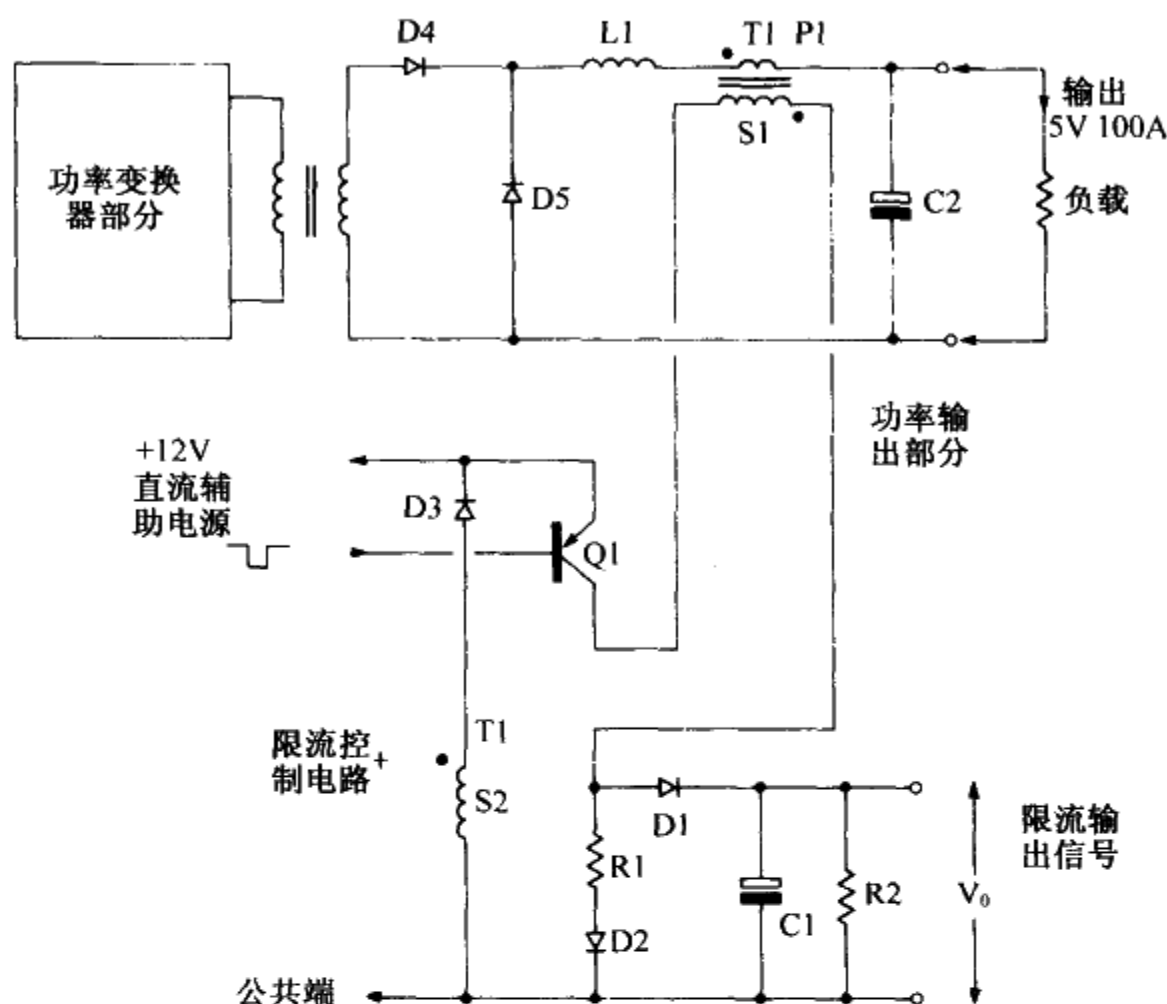 D4
L1
T1 P1
输出
5V 100A
功率变换
器部分
D5
S1
C2
负载
+12V
直流辅
助电源
功率输
出部分
D3
Q1
限流控+
制电路
T1
S2
D1
R1
D2
C1
R2
V₀
限流输
出信号
公共端